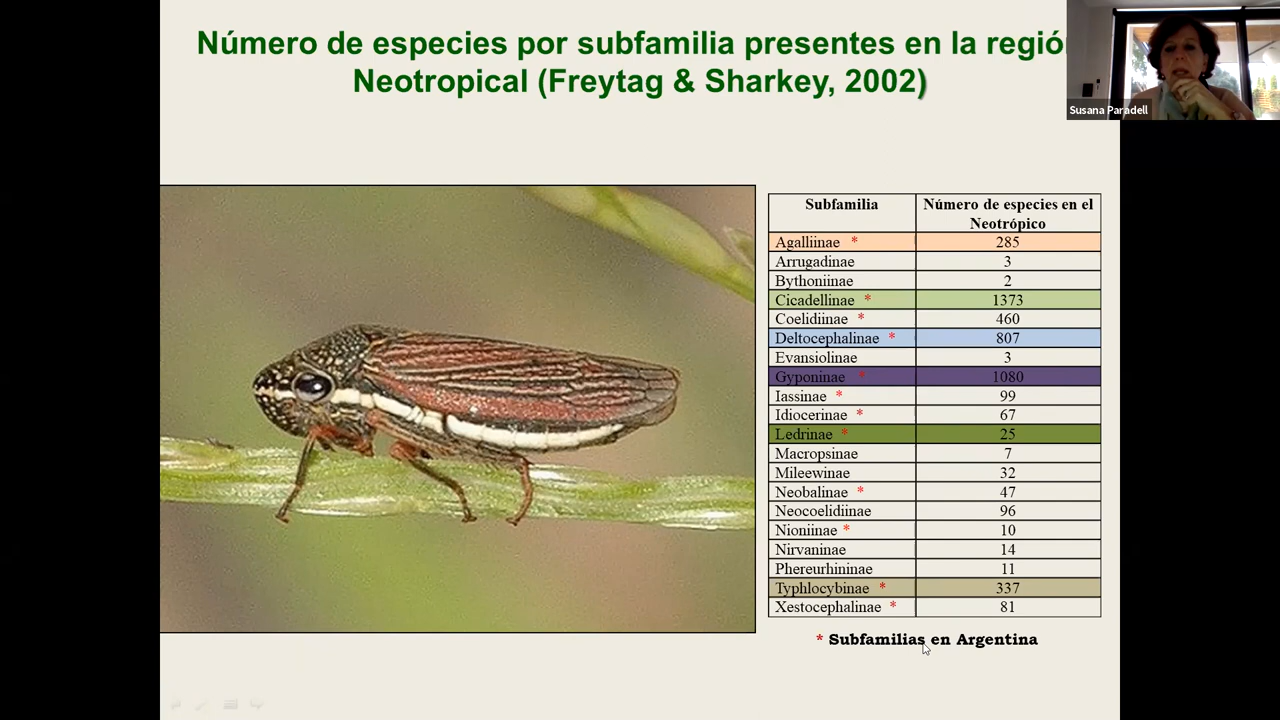 Número de especies por subfamilia presentes en la regió
Neotropical (Freytag & Sharkey, 2002)
Susana Paradell
Subfamilia Número de especies en el
Neotrópico
Agalliinae * 285
Arrugadinae 3
Bythoniinae 2
Cicadellinae * 1373
Coelidiinae * 460
Deltocephalinae * 807
Evansiolinae 3
Gyponinae * 1080
Iassinae * 99
Idiocerinae * 67
Ledrinae * 25
Macropsinae 7
Mileewinae 32
Neobalinae * 47
Neocoelidiinae 96
Nioniinae * 10
Nirvaninae 14
Phereurhininae 11
Typhlocybinae * 337
Xestocephalinae * 81
* Subfamilias en Argentina